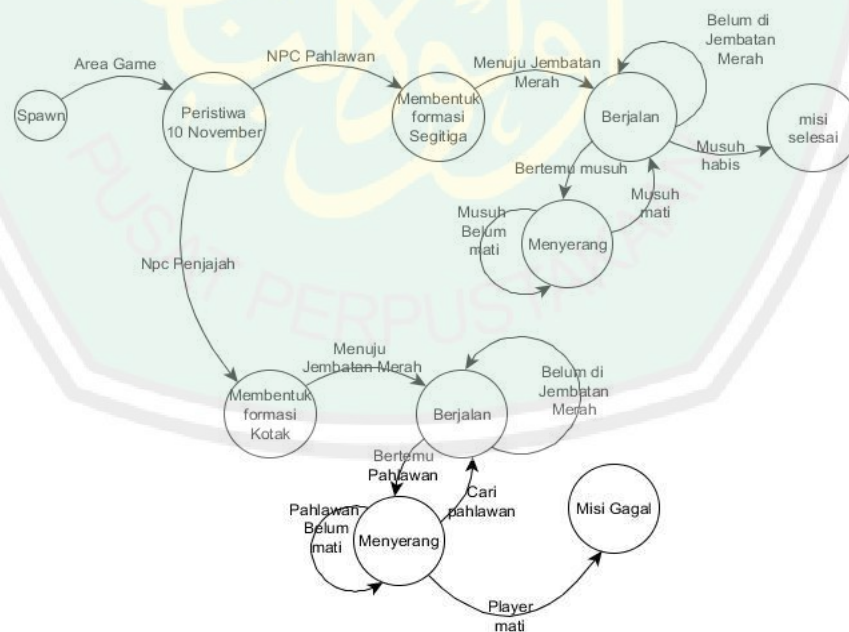 Belum di
Jembatan
Merah
Area Game
NPC Pahlawan
Menuju Jembatan
Merah
Spawn
Peristiwa
10 November
Membentuk
formasi
Segitiga
Berjalan
misi
selesai
Musuh
habis
Bertemu musuh
Musuh
mati
Musuh
Belum
mati
Menyerang
Npc Penjajah
PUSAT PERPUSTAKAAN
Menuju
Jembatan Merah
Membentuk
formasi
Kotak
Berjalan
Belum di
Jembatan
Merah
Bertemu
Pahlawan
Cari
pahlawan
Pahlawan
Belum
mati
Menyerang
Misi Gagal
Player
mati